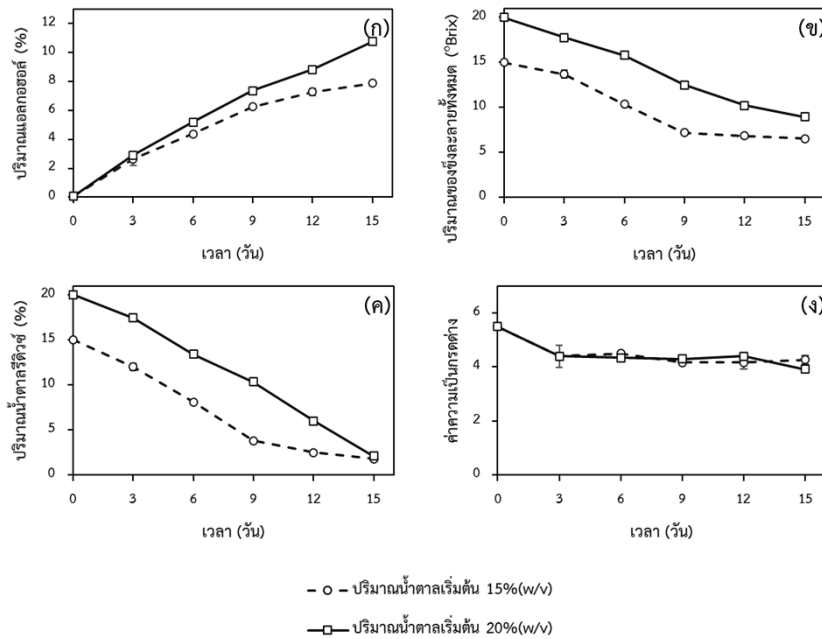 (ก)
ปริมาณแอลกอฮอล์ (%)
12
10
8
6
4
2
0
0 3 6 9 12 15
เวลา (วัน)
(ข)
ปริมาณของแข็งละลายทั้งหมด (°Brix)
20
15
10
5
0
0 3 6 9 12 15
เวลา (วัน)
(ค)
ปริมาณน้ำตาลรีดิวซ์ (%)
20
15
10
5
0
0 3 6 9 12 15
เวลา (วัน)
(ง)
ค่าความเป็นกรดด่าง
6
4
2
0
0 3 6 9 12 15
เวลา (วัน)
ปริมาณน้ำตาลเริ่มต้น 15%(w/v)
ปริมาณน้ำตาลเริ่มต้น 20%(w/v)